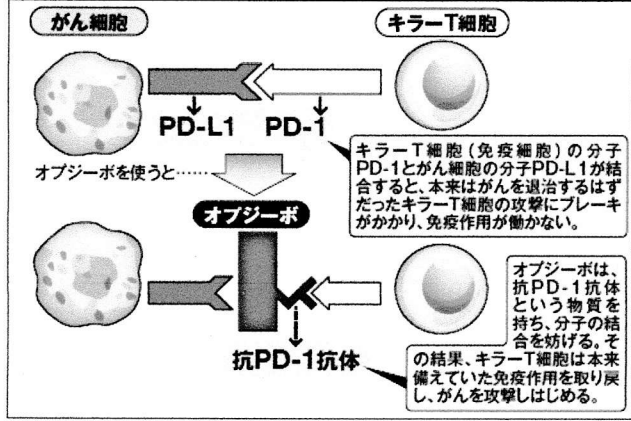 がん細胞
キラーT細胞
PD-L1
PD-1
キラーT細胞(免疫細胞)の分子
PD-1とがん細胞の分子PD-L1が結
合すると、本来はがんを退治するはず
だったキラーT細胞の攻撃にブレーキ
がかかり、免疫作用が働かない。
オプジーボを使うと……
オプジーボ
オプジーボは、
抗PD-1抗体
という物質を
持ち、分子の結
合を妨げる。そ
の結果、キラーT細胞は本来
備えていた免疫作用を取り戻
し、がんを攻撃しはじめる。
抗PD-1抗体